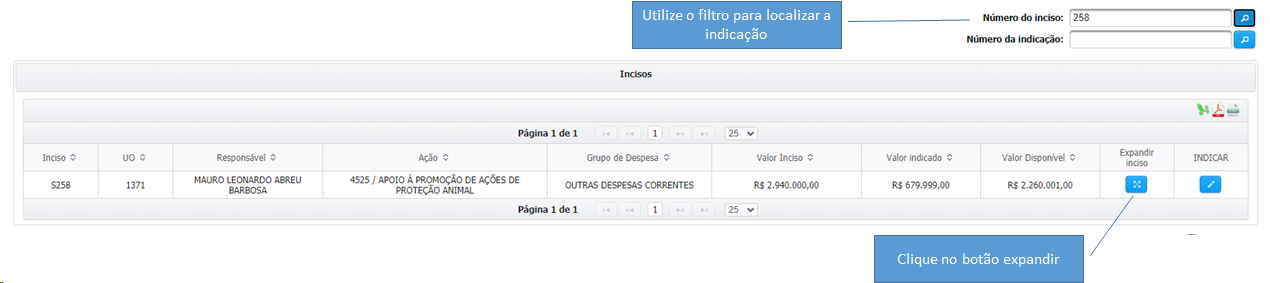 Utilize o filtro para localizar a
indicação
Número do inciso: 258
Número da indicação:
Incisos
Página 1 de 1 1 25
Inciso UO Responsável Ação Grupo de Despesa Valor Inciso Valor indicado Valor Disponível Expandir inciso INDICAR
S258 1371 MAURO LEONARDO ABREU BARBOSA 4525 / APOIO À PROMOÇÃO DE AÇÕES DE PROTEÇÃO ANIMAL OUTRAS DESPESAS CORRENTES R$ 2.940.000,00 R$ 679.999,00 R$ 2.260.001,00
Página 1 de 1 1 25
Clique no botão expandir